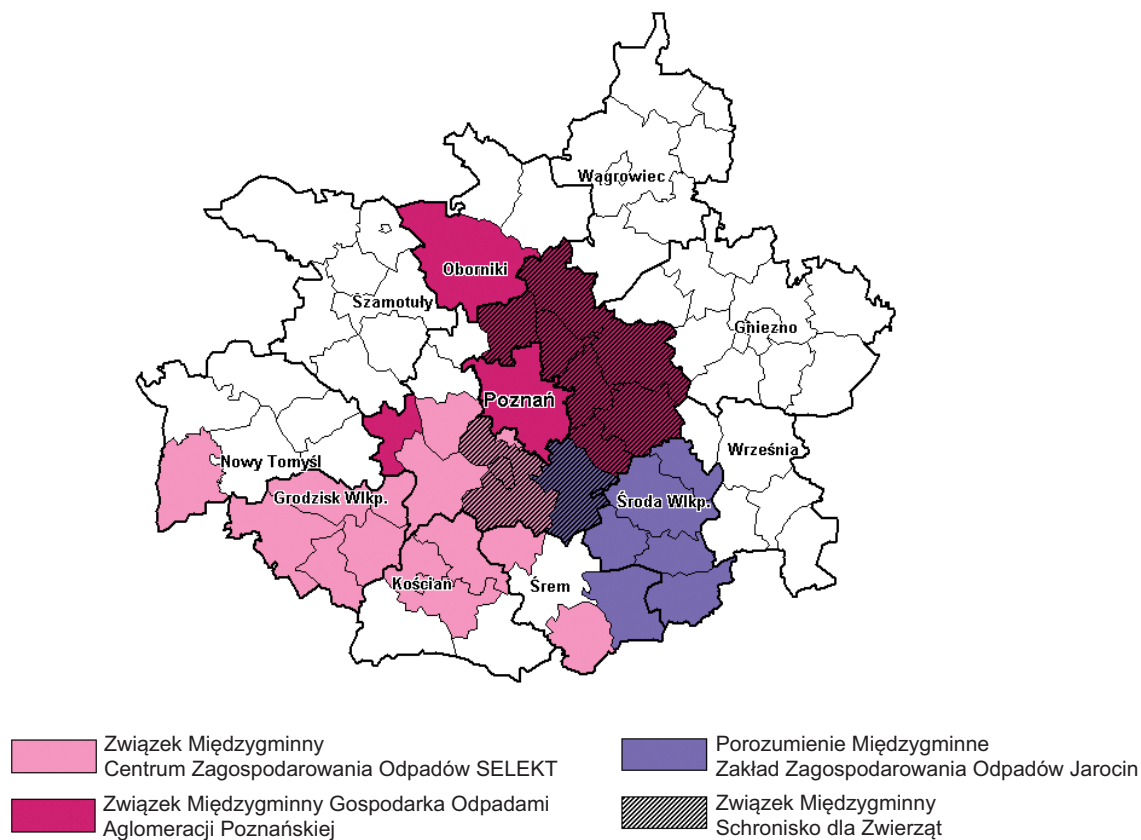 Wągrowiec
Oborniki
Szamotuły
Gniezno
Poznań
Września
Nowy Tomyśl
Grodzisk Wlkp.
Środa Wlkp.
Kościan
Śrem
Związek Międzygminny
Centrum Zagospodarowania Odpadów SELEKT
Związek Międzygminny Gospodarka Odpadami
Aglomeracji Poznańskiej
Porozumienie Międzygminne
Zakład Zagospodarowania Odpadów Jarocin
Związek Międzygminny
Schronisko dla Zwierząt